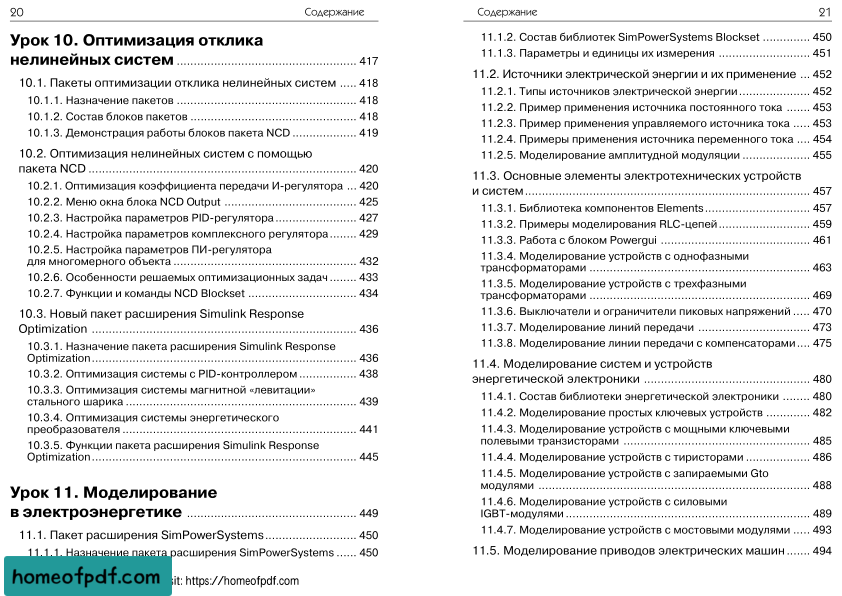 20 Содержание
Урок 10. Оптимизация отклика
нелинейных систем ........ 417
10.1. Пакеты оптимизации отклика нелинейных систем ..... 418
10.1.1. Назначение пакетов ........ 418
10.1.2. Состав блоков пакетов ........ 418
10.1.3. Демонстрация работы блоков пакета NCD ........ 419
10.2. Оптимизация нелинейных систем с помощью
пакета NCD ........ 420
10.2.1. Оптимизация коэффициента передачи И-регулятора ... 420
10.2.2. Меню окна блока NCD Output ........ 425
10.2.3. Настройка параметров PID-регулятора ........ 427
10.2.4. Настройка параметров комплексного регулятора ........ 429
10.2.5. Настройка параметров ПИ-регулятора
для многомерного объекта ........ 432
10.2.6. Особенности решаемых оптимизационных задач ........ 433
10.2.7. Функции и команды NCD Blockset ........ 434
10.3. Новый пакет расширения Simulink Response
Optimization ........ 436
10.3.1. Назначение пакета расширения Simulink Response
Optimization ........ 436
10.3.2. Оптимизация системы с PID-контроллером ........ 438
10.3.3. Оптимизация системы магнитной «левитации»
стального шарика ........ 439
10.3.4. Оптимизация системы энергетического
преобразователя ........ 441
10.3.5. Функции пакета расширения Simulink Response
Optimization ........ 445
Урок 11. Моделирование
в электроэнергетике ........ 449
11.1. Пакет расширения SimPowerSystems ........ 450
11.1.1. Назначение пакета расширения SimPowerSystems ...... 450
homeofpdf.com sit: https://homeofpdf.com
Содержание 21
11.1.2. Состав библиотек SimPowerSystems Blockset ........ 450
11.1.3. Параметры и единицы их измерения ........ 451
11.2. Источники электрической энергии и их применение ... 452
11.2.1. Типы источников электрической энергии ........ 452
11.2.2. Пример применения источника постоянного тока ...... 453
11.2.3. Пример применения управляемого источника тока ..... 453
11.2.4. Примеры применения источника переменного тока .... 454
11.2.5. Моделирование амплитудной модуляции ........ 455
11.3. Основные элементы электротехнических устройств
и систем ........ 457
11.3.1. Библиотека компонентов Elements ........ 457
11.3.2. Примеры моделирования RLC-цепей ........ 459
11.3.3. Работа с блоком Powergui ........ 461
11.3.4. Моделирование устройств с однофазными
трансформаторами ........ 463
11.3.5. Моделирование устройств с трехфазными
трансформаторами ........ 469
11.3.6. Выключатели и ограничители пиковых напряжений ..... 470
11.3.7. Моделирование линий передачи ........ 473
11.3.8. Моделирование линии передачи с компенсаторами .... 475
11.4. Моделирование систем и устройств
энергетической электроники ........ 480
11.4.1. Состав библиотеки энергетической электроники ........ 480
11.4.2. Моделирование простых ключевых устройств ........ 482
11.4.3. Моделирование устройств с мощными ключевыми
полевыми транзисторами ........ 485
11.4.4. Моделирование устройств с тиристорами ........ 486
11.4.5. Моделирование устройств с запираемыми Gto
модулями ........ 488
11.4.6. Моделирование устройств с силовыми
IGBT-модулями ........ 489
11.4.7. Моделирование устройств с мостовыми модулями ..... 493
11.5. Моделирование приводов электрических машин ....... 494